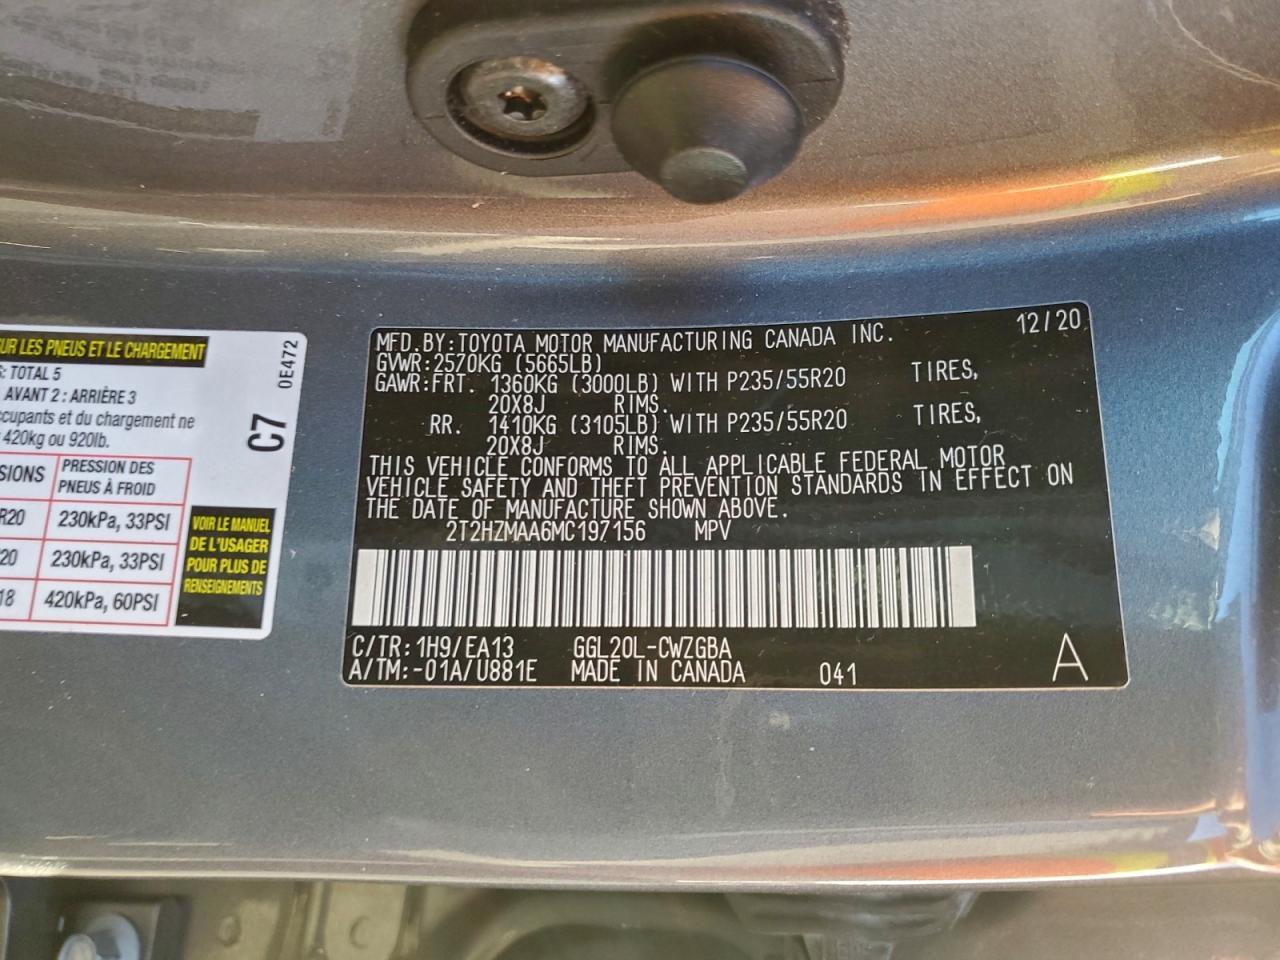 SUR LES PNEUS ET LE CHARGEMENT
TOTAL 5
AVANT 2 : ARRIÈRE 3
ccupants et du chargement ne
420kg ou 920lb.
SIONS PRESSION DES
PNEUS À FROID
R20 230kPa, 33PSI
20 230kPa, 33PSI
18 420kPa, 60PSI
0E472
C7
VOIR LE MANUEL
DE L'USAGER
POUR PLUS DE
RENSEIGNEMENTS
MFD.BY:TOYOTA MOTOR MANUFACTURING CANADA INC. 12/20
GVWR:2570KG (5665LB)
GAWR:FRT. 1360KG (3000LB) WITH P235/55R20 TIRES,
20X8J RIMS.
RR. 1410KG (3105LB) WITH P235/55R20 TIRES,
20X8J RIMS.
THIS VEHICLE CONFORMS TO ALL APPLICABLE FEDERAL MOTOR
VEHICLE SAFETY AND THEFT PREVENTION STANDARDS IN EFFECT ON
THE DATE OF MANUFACTURE SHOWN ABOVE.
2T2HZMAA6MC197156 MPV
C/TR:1H9/EA13 GGL20L-CWZGBA
A/TM:-01A/U881E MADE IN CANADA 041 A